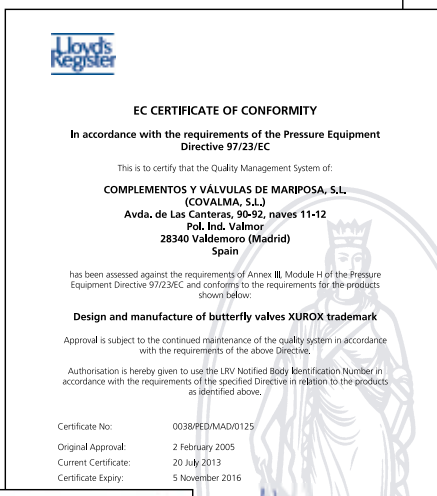 Lloyd's
Register
EC CERTIFICATE OF CONFORMITY
In accordance with the requirements of the Pressure Equipment
Directive 97/23/EC
This is to certify that the Quality Management System of:
COMPLEMENTOS Y VÁLVULAS DE MARIPOSA, S.L.
(COVALMA, S.L.)
Avda. de Las Canteras, 90-92, naves 11-12
Pol. Ind. Valmor
28340 Valdemoro (Madrid)
Spain
has been assessed against the requirements of Annex III, Module H of the Pressure
Equipment Directive 97/23/EC and conforms to the requirements for the products
shown below:
Design and manufacture of butterfly valves XUROX trademark
Approval is subject to the continued maintenance of the quality system in accordance
with the requirements of the above Directive.
Authorisation is hereby given to use the LRV Notified Body Identification Number in
accordance with the requirements of the specified Directive in relation to the products
as identified above.
Certificate No: 0038/PED/MAD/0125
Original Approval: 2 February 2005
Current Certificate: 20 July 2013
Certificate Expiry: 5 November 2016